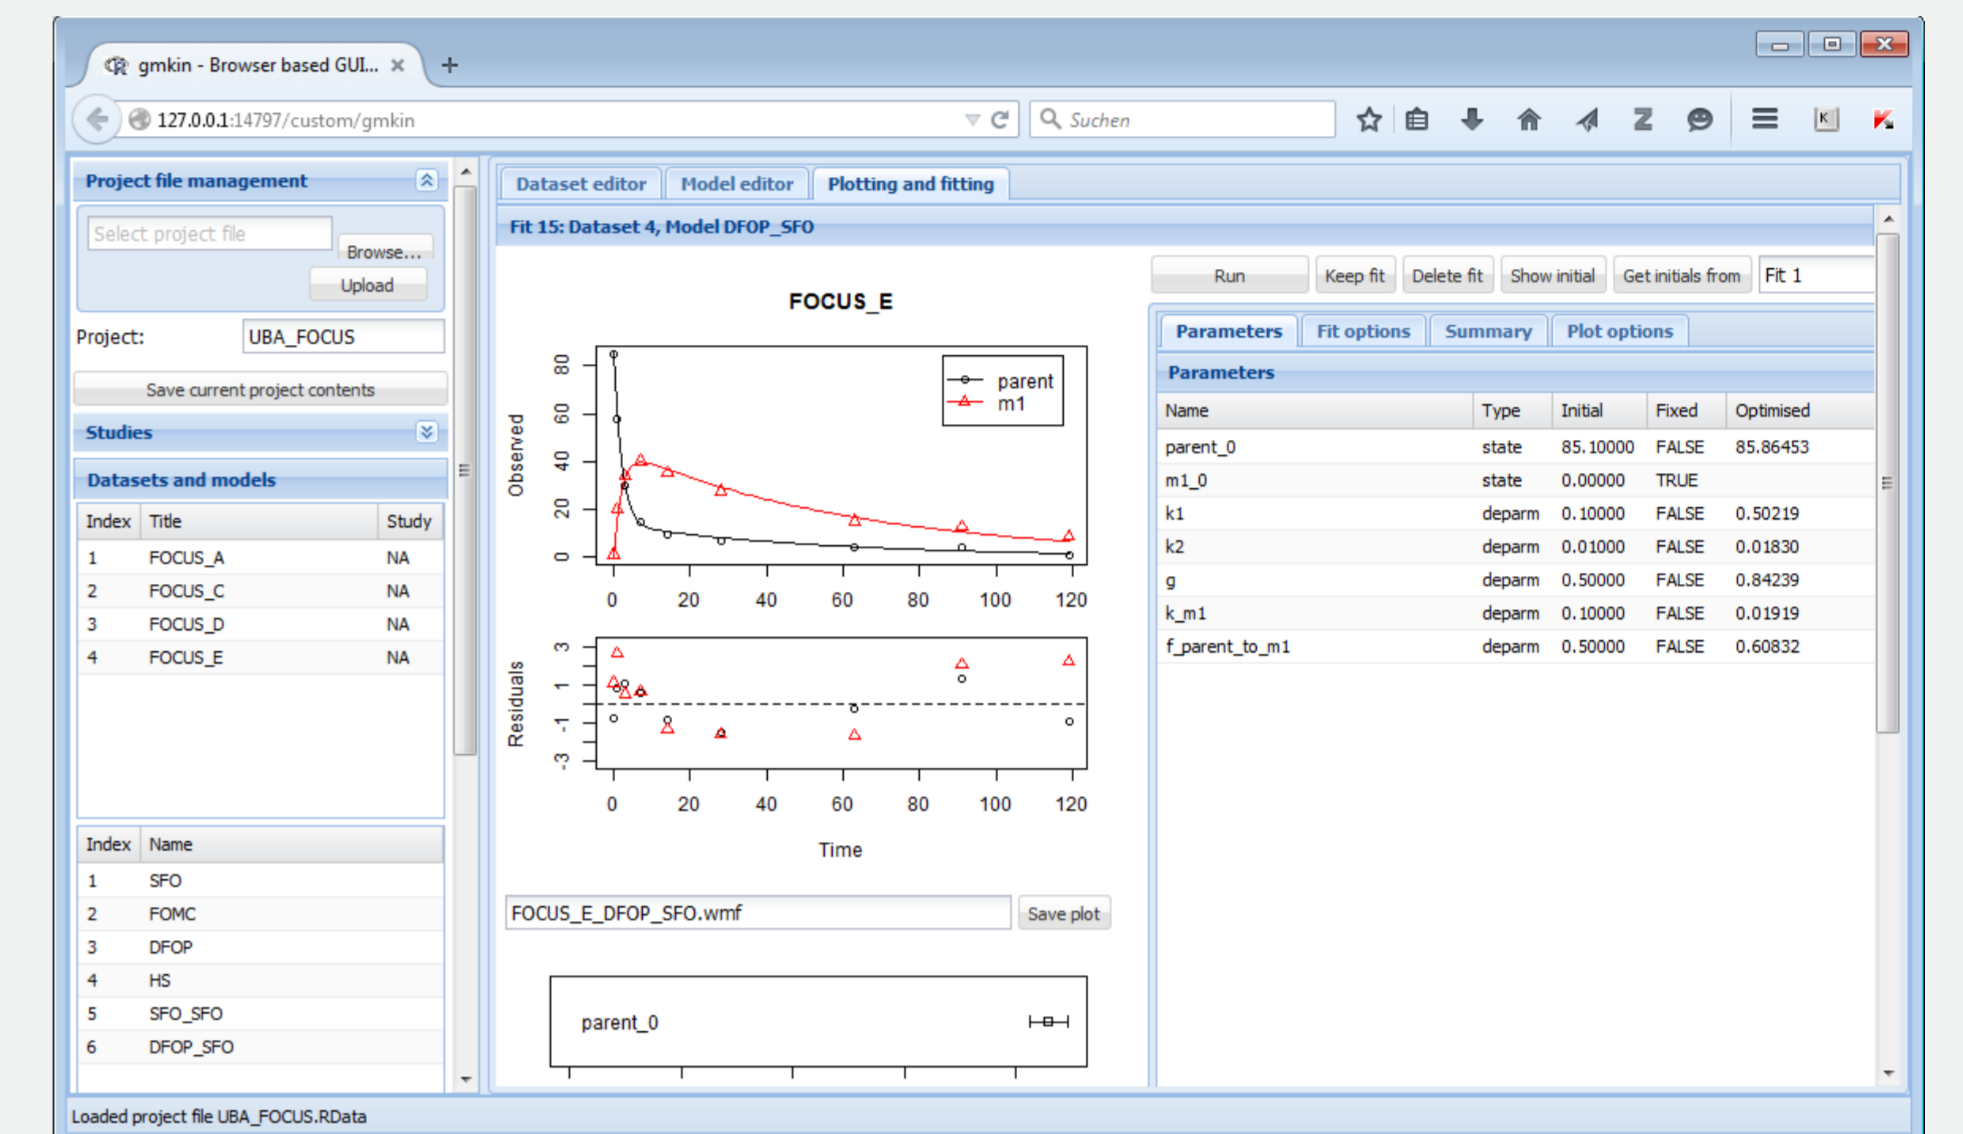 gmkin - Browser based GUI...
127.0.0.1:14797/custom/gmkin
Suchen
Project file management
Select project file
Browse...
Upload
Project:
UBA_FOCUS
Save current project contents
Studies
Datasets and models
Index Title Study
1 FOCUS_A NA
2 FOCUS_C NA
3 FOCUS_D NA
4 FOCUS_E NA
Index Name
1 SFO
2 FOMC
3 DFOP
4 HS
5 SFO_SFO
6 DFOP_SFO
Dataset editor Model editor Plotting and fitting
Fit 15: Dataset 4, Model DFOP_SFO
FOCUS_E
Observed
80
60
40
20
0
parent
m1
0 20 40 60 80 100 120
Residuals
3
1
-1
-3
0 20 40 60 80 100 120
Time
FOCUS_E_DFOP_SFO.wmf
Save plot
parent_0
Run Keep fit Delete fit Show initial Get initials from Fit 1
Parameters Fit options Summary Plot options
Parameters
Name Type Initial Fixed Optimised
parent_0 state 85.10000 FALSE 85.86453
m1_0 state 0.00000 TRUE
k1 deparm 0.10000 FALSE 0.50219
k2 deparm 0.01000 FALSE 0.01830
g deparm 0.50000 FALSE 0.84239
k_m1 deparm 0.10000 FALSE 0.01919
f_parent_to_m1 deparm 0.50000 FALSE 0.60832
Loaded project file UBA_FOCUS.RData